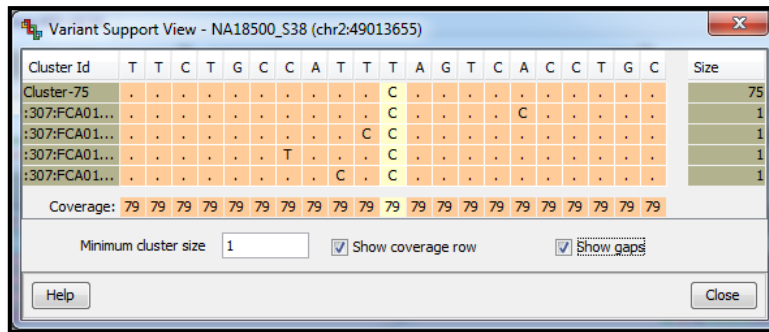 Variant Support View - NA18500_S38 (chr2:49013655)
Cluster Id T T C T G C C A T T T A G T C A C C T G C Size
Cluster-75 . . . . . . . . . . C . . . . . . . . . . 75
:307:FCA01... . . . . . . . . . . C . . . . C . . . . . 1
:307:FCA01... . . . . . . . . . C C . . . . . . . . . . 1
:307:FCA01... . . . . . . T . . . C . . . . . . . . . . 1
:307:FCA01... . . . . . . . . C . C . . . . . . . . . . 1
Coverage: 79 79 79 79 79 79 79 79 79 79 79 79 79 79 79 79 79 79 79 79 79
Minimum cluster size 1 Show coverage row Show gaps
Help Close